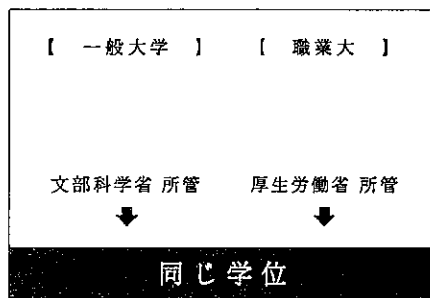 【 一般大学 】 【 職業大 】
文部科学省 所管 厚生労働省 所管
同じ学位